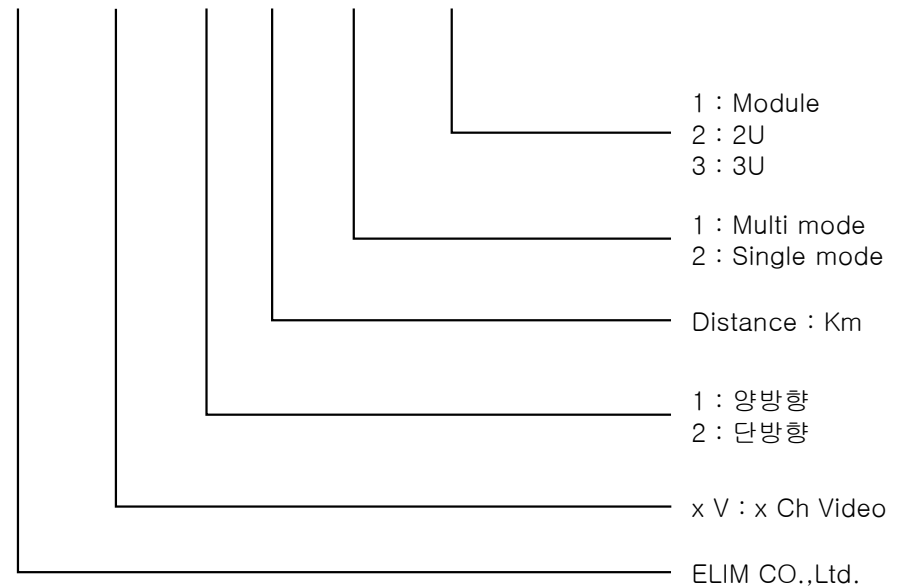 1 : Module
2 : 2U
3 : 3U
1 : Multi mode
2 : Single mode
Distance : Km
1 : 양방향
2 : 단방향
x V : x Ch Video
ELIM CO.,Ltd.